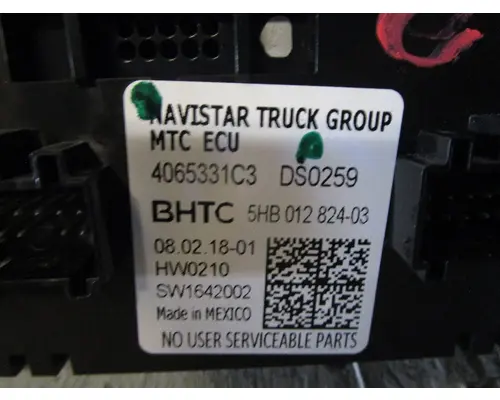 NAVISTAR TRUCK GROUP
MTC ECU
4065331C3 DS0259
BHTC 5HB 012 824-03
08.02.18-01
HW0210
SW1642002
Made in MEXICO
NO USER SERVICEABLE PARTS